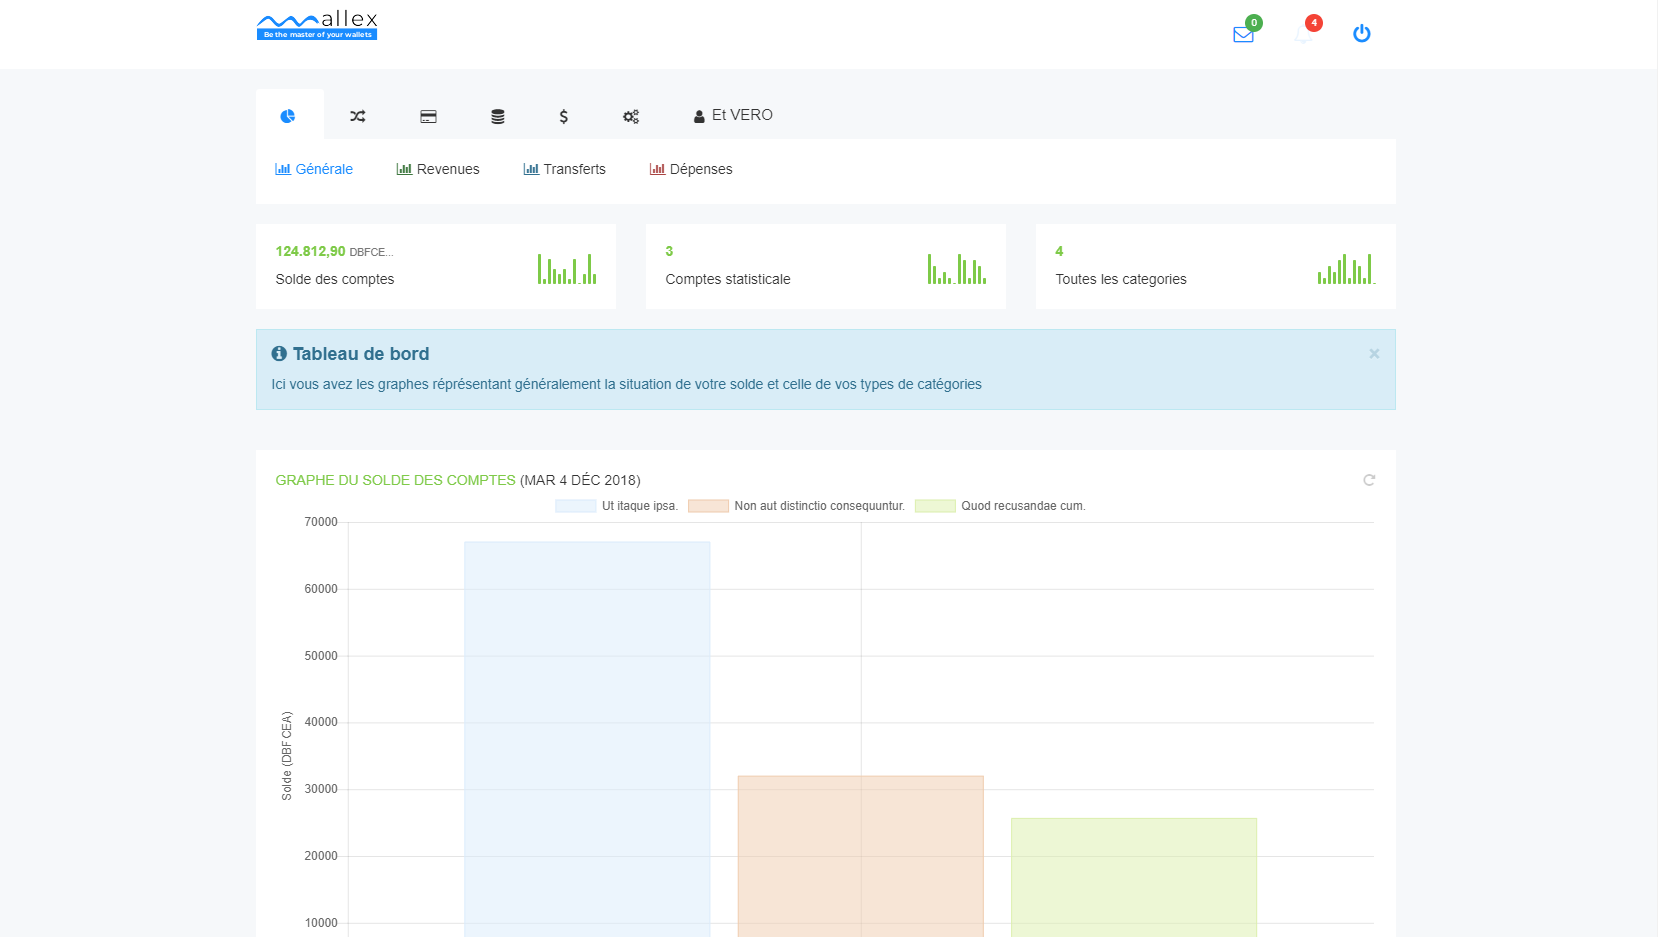 allex
Be the master of your wallets
0
4
Et VERO
Générale
Revenues
Transferts
Dépenses
124.812,90 DBFCE...
Solde des comptes
3
Comptes statisticale
4
Toutes les categories
Tableau de bord
×
Ici vous avez les graphes réprésentant généralement la situation de votre solde et celle de vos types de catégories
GRAPHE DU SOLDE DES COMPTES (MAR 4 DÉC 2018)
Ut itaque ipsa.
Non aut distinctio consequuntur.
Quod recusandae cum.
70000
60000
50000
40000
30000
20000
10000
Solde (DBF CEA)